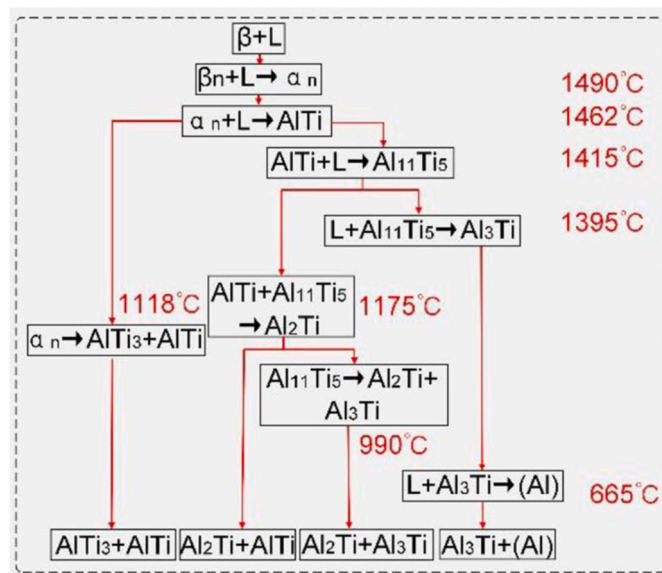 β+L
βn+L→ αn
1490°C
αn+L→AlTi
1462°C
AlTi+L→Al11Ti5
1415°C
L+Al11Ti5→Al3Ti
1395°C
AlTi+Al11Ti5
→Al2Ti
1118°C
1175°C
αn→AlTi3+AlTi
Al11Ti5→Al2Ti+
Al3Ti
990°C
L+Al3Ti→(Al)
665°C
AlTi3+AlTi
Al2Ti+AlTi
Al2Ti+Al3Ti
Al3Ti+(Al)